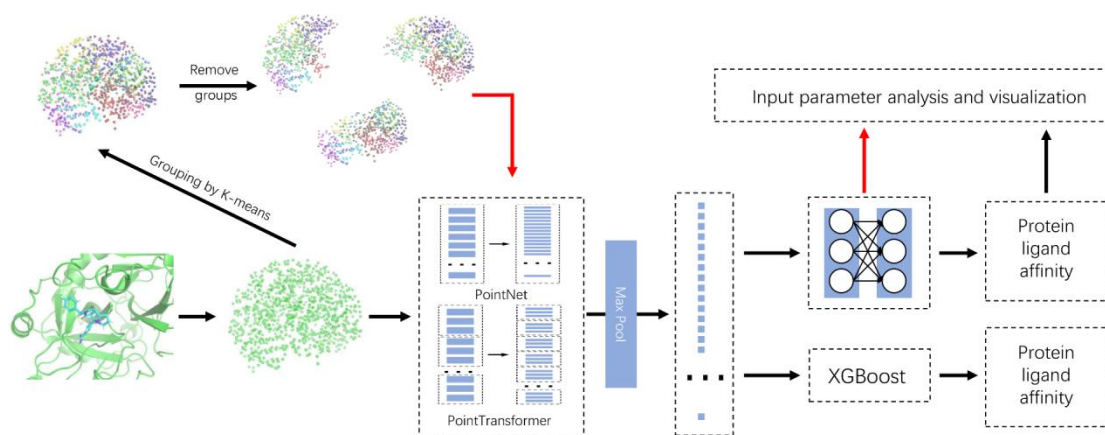 Remove
groups
Input parameter analysis and visualization
Grouping by K-means
PointNet
PointTransformer
Max Pool
Protein
ligand
affinity
XGBoost
Protein
ligand
affinity